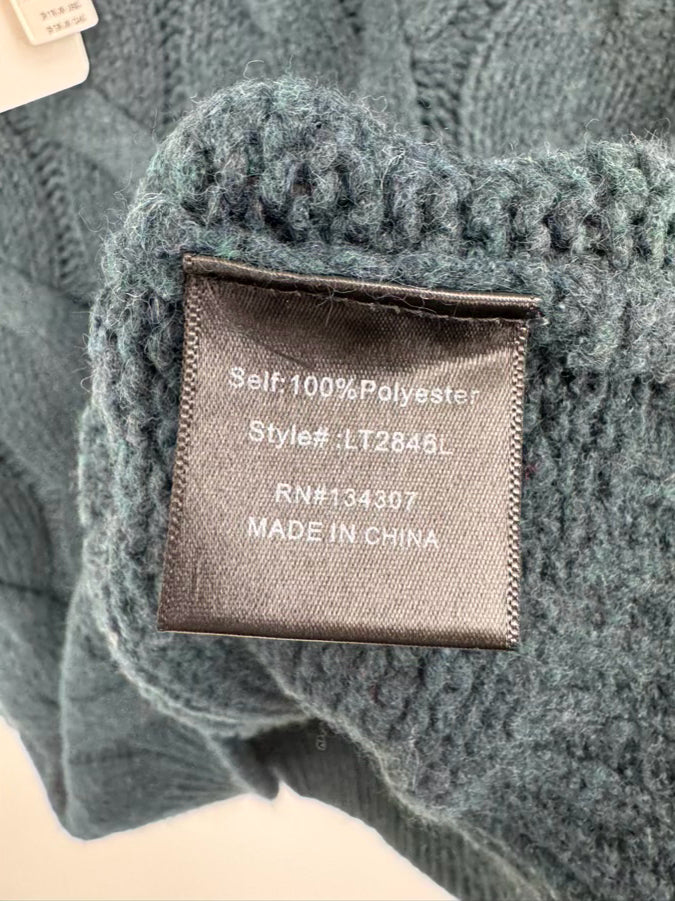 Self:100%Polyester
Style# :LT2846L
RN#134307
MADE IN CHINA